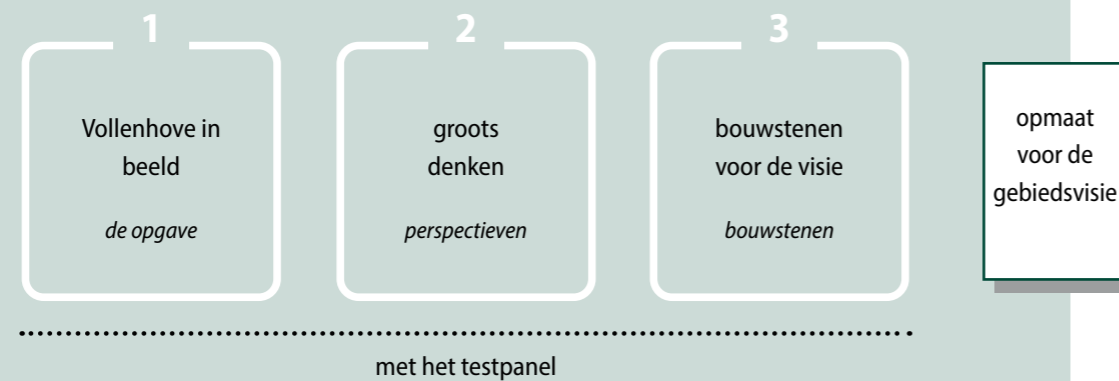 1
Vollenhove in
beeld
de opgave
2
groots
denken
perspectieven
3
bouwstenen
voor de visie
bouwstenen
opmaat
voor de
gebiedsvisie
met het testpanel